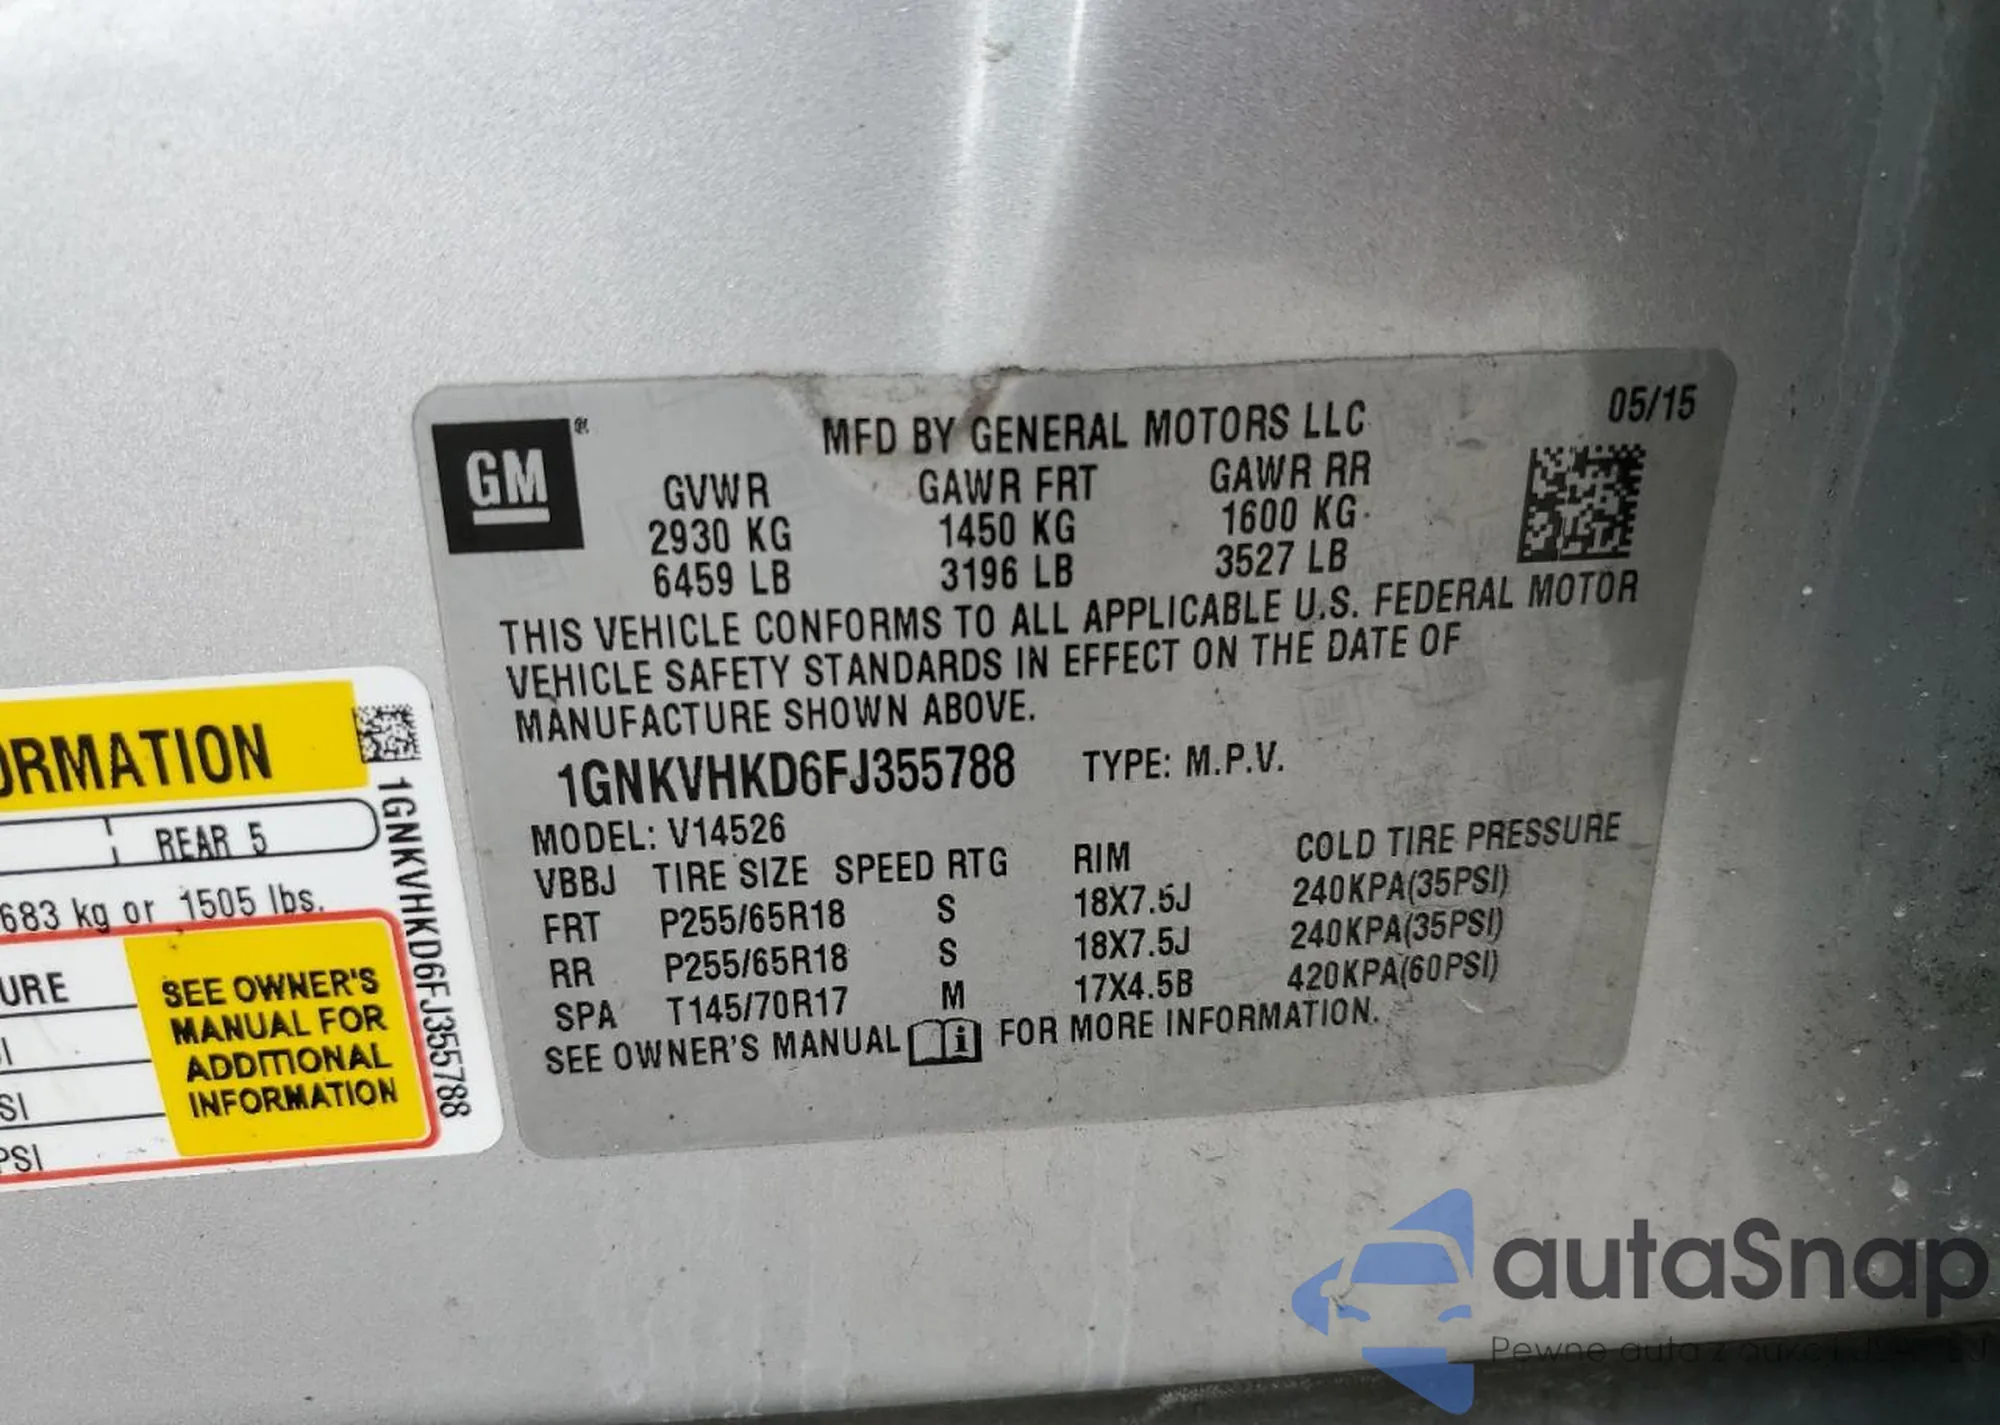 GM
MFD BY GENERAL MOTORS LLC
05/15
GVWR GAWR FRT GAWR RR
2930 KG 1450 KG 1600 KG
6459 LB 3196 LB 3527 LB
THIS VEHICLE CONFORMS TO ALL APPLICABLE U.S. FEDERAL MOTOR
VEHICLE SAFETY STANDARDS IN EFFECT ON THE DATE OF
MANUFACTURE SHOWN ABOVE.
1GNKVHKD6FJ355788 TYPE: M.P.V.
MODEL: V14526
VBBJ TIRE SIZE SPEED RTG RIM COLD TIRE PRESSURE
FRT P255/65R18 S 18X7.5J 240KPA(35PSI)
RR P255/65R18 S 18X7.5J 240KPA(35PSI)
SPA T145/70R17 M 17X4.5B 420KPA(60PSI)
SEE OWNER'S MANUAL i FOR MORE INFORMATION.
ORMATION
REAR 5
683 kg or 1505 lbs.
URE
SI
PSI
SEE OWNER'S
MANUAL FOR
ADDITIONAL
INFORMATION
1GNKVHKD6FJ355788
autaSnap
Pewne auta z